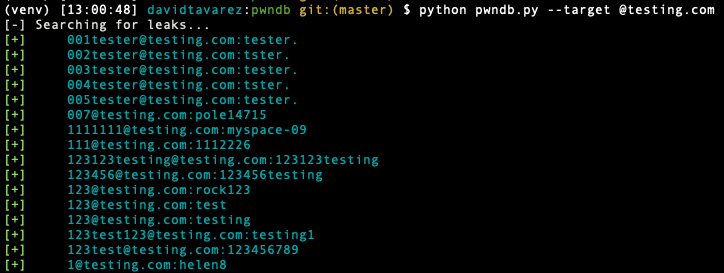 (venv) [13:00:48] davidtavarez:pwndb git:(master) $ python pwndb.py --target @testing.com
[-] Searching for leaks...
[+] 001tester@testing.com:tester.
[+] 002tester@testing.com:tster.
[+] 003tester@testing.com:tester.
[+] 004tester@testing.com:tster.
[+] 005tester@testing.com:tester.
[+] 007@testing.com:pole14715
[+] 1111111@testing.com:myspace-09
[+] 111@testing.com:1112226
[+] 123123testing@testing.com:123123testing
[+] 123456@testing.com:123456testing
[+] 123@testing.com:rock123
[+] 123@testing.com:test
[+] 123@testing.com:testing
[+] 123test123@testing.com:testing1
[+] 123test@testing.com:123456789
[+] 1@testing.com:helen8